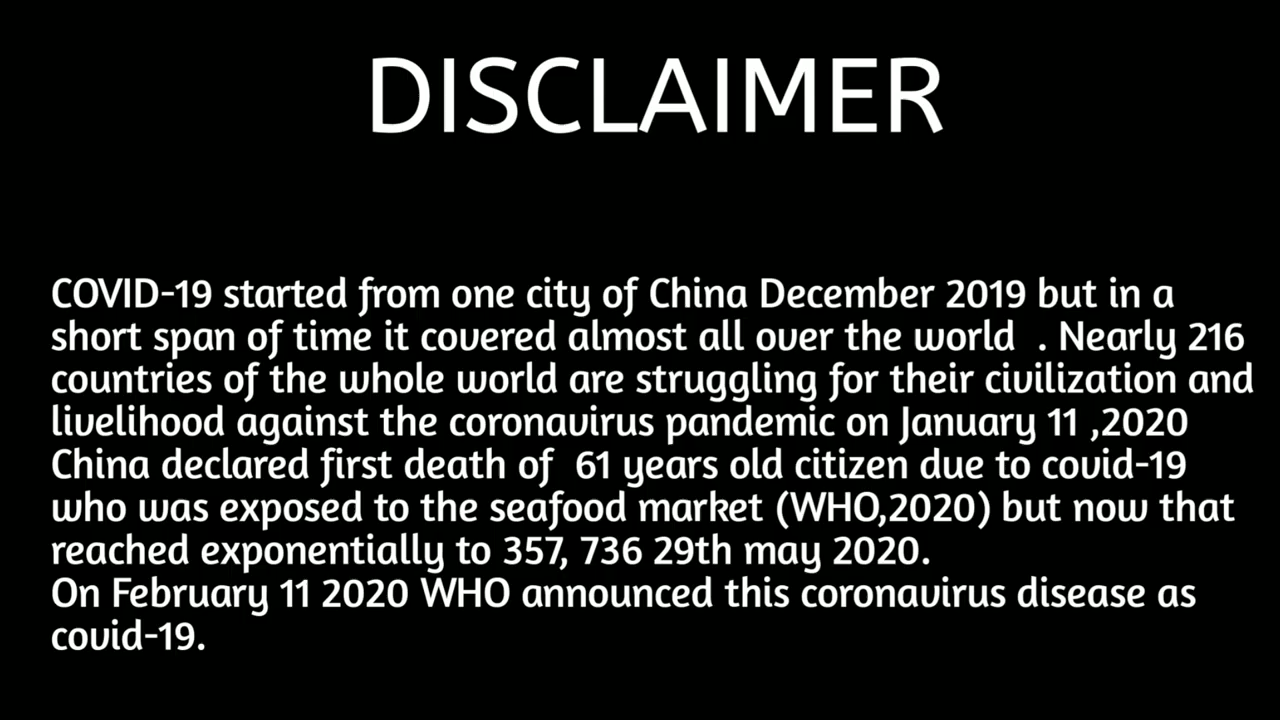 DISCLAIMER
COVID-19 started from one city of China December 2019 but in a
short span of time it covered almost all over the world  . Nearly 216
countries of the whole world are struggling for their civilization and
livelihood against the coronavirus pandemic on January 11 ,2020
China declared first death of  61 years old citizen due to covid-19
who was exposed to the seafood market (WHO,2020) but now that
reached exponentially to 357, 736 29th may 2020.
On February 11 2020 WHO announced this coronavirus disease as
covid-19.